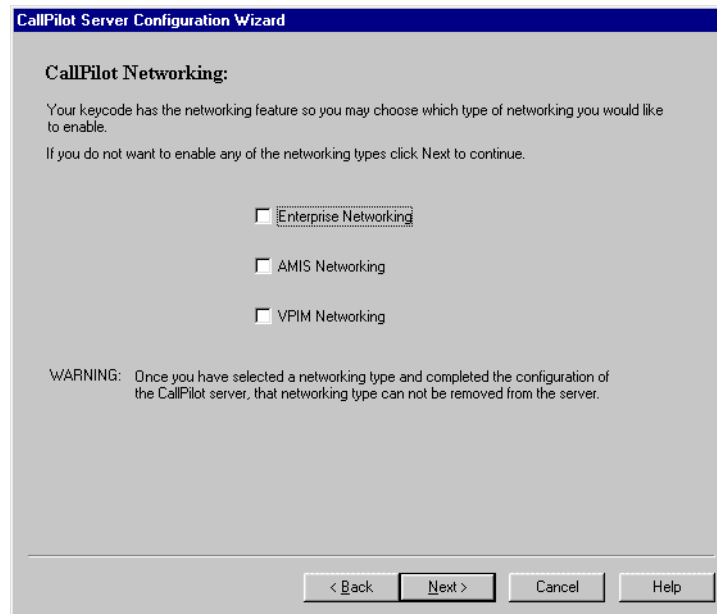 CallPilot Server Configuration Wizard
CallPilot Networking:
Your keycode has the networking feature so you may choose which type of networking you would like
to enable.
If you do not want to enable any of the networking types click Next to continue.
Enterprise Networking
AMIS Networking
VPIM Networking
WARNING: Once you have selected a networking type and completed the configuration of
the CallPilot server, that networking type can not be removed from the server.
< Back Next > Cancel Help